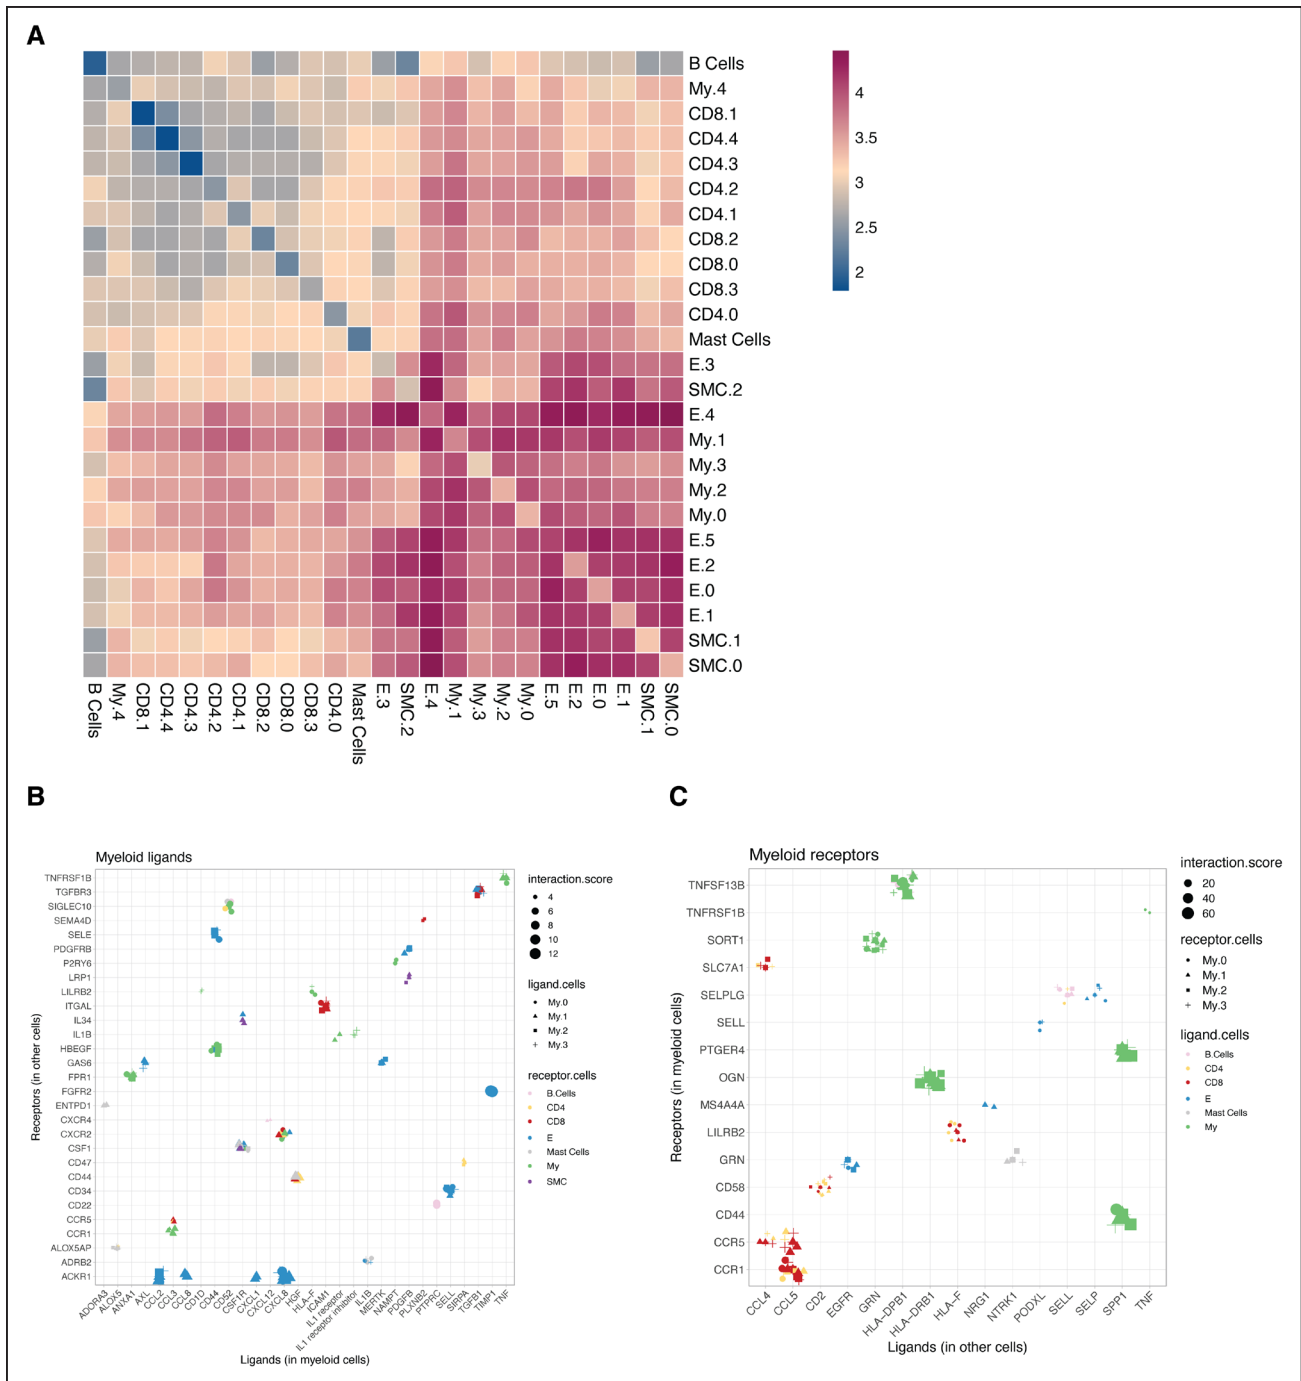 A
B Cells
My.4
CD8.1
CD4.4
CD4.3
CD4.2
CD4.1
CD8.2
CD8.0
CD8.3
CD4.0
Mast Cells
E.3
SMC.2
E.4
My.1
My.3
My.2
My.0
E.5
E.2
E.0
E.1
SMC.1
SMC.0
4
3.5
3
2.5
2
B Cells My.4 CD8.1 CD4.4 CD4.3 CD4.2 CD4.1 CD8.2 CD8.0 CD8.3 CD4.0 Mast Cells E.3 SMC.2 E.4 My.1 My.3 My.2 My.0 E.5 E.2 E.0 E.1 SMC.1 SMC.0
B
Myeloid ligands
Receptors (in other cells)
TNFRSF1B
TGFBR3
SIGLEC10
SEMA4D
SELE
PDGFRB
P2RY6
LRP1
LILRB2
ITGAL
IL34
IL1B
HBEGF
GAS6
FPR1
FGFR2
ENTPD1
CXCR4
CXCR2
CSF1
CD47
CD44
CD34
CD22
CCR5
CCR1
ALOX5AP
ADRB2
ACKR1
ADORA3 ALOX5 ANXA1 AXL CCL2 CCL3 CCL8 CD1D CD44 CD52 CSF1R CXCL1 CXCL12 CXCL8 HGF HLA-F ICAM1 IL1 receptor IL1 receptor inhibitor IL1B MERTK NAMPT PDGFB PLXNB2 PTPRC SELL SIRPA TGFB1 TIMP1 TNF
Ligands (in myeloid cells)
interaction.score
4
6
8
10
12
ligand.cells
My.0
My.1
My.2
My.3
receptor.cells
B.Cells
CD4
CD8
E
Mast Cells
My
SMC
C
Myeloid receptors
Receptors (in myeloid cells)
TNFSF13B
TNFRSF1B
SORT1
SLC7A1
SELPLG
SELL
PTGER4
OGN
MS4A4A
LILRB2
GRN
CD58
CD44
CCR5
CCR1
CCL4 CCL5 CD2 EGFR GRN HLA-DPB1 HLA-DRB1 HLA-F NRG1 NTRK1 PODXL SELL SELP SPP1 TNF
Ligands (in other cells)
interaction.score
20
40
60
receptor.cells
My.0
My.1
My.2
My.3
ligand.cells
B.Cells
CD4
CD8
E
Mast Cells
My